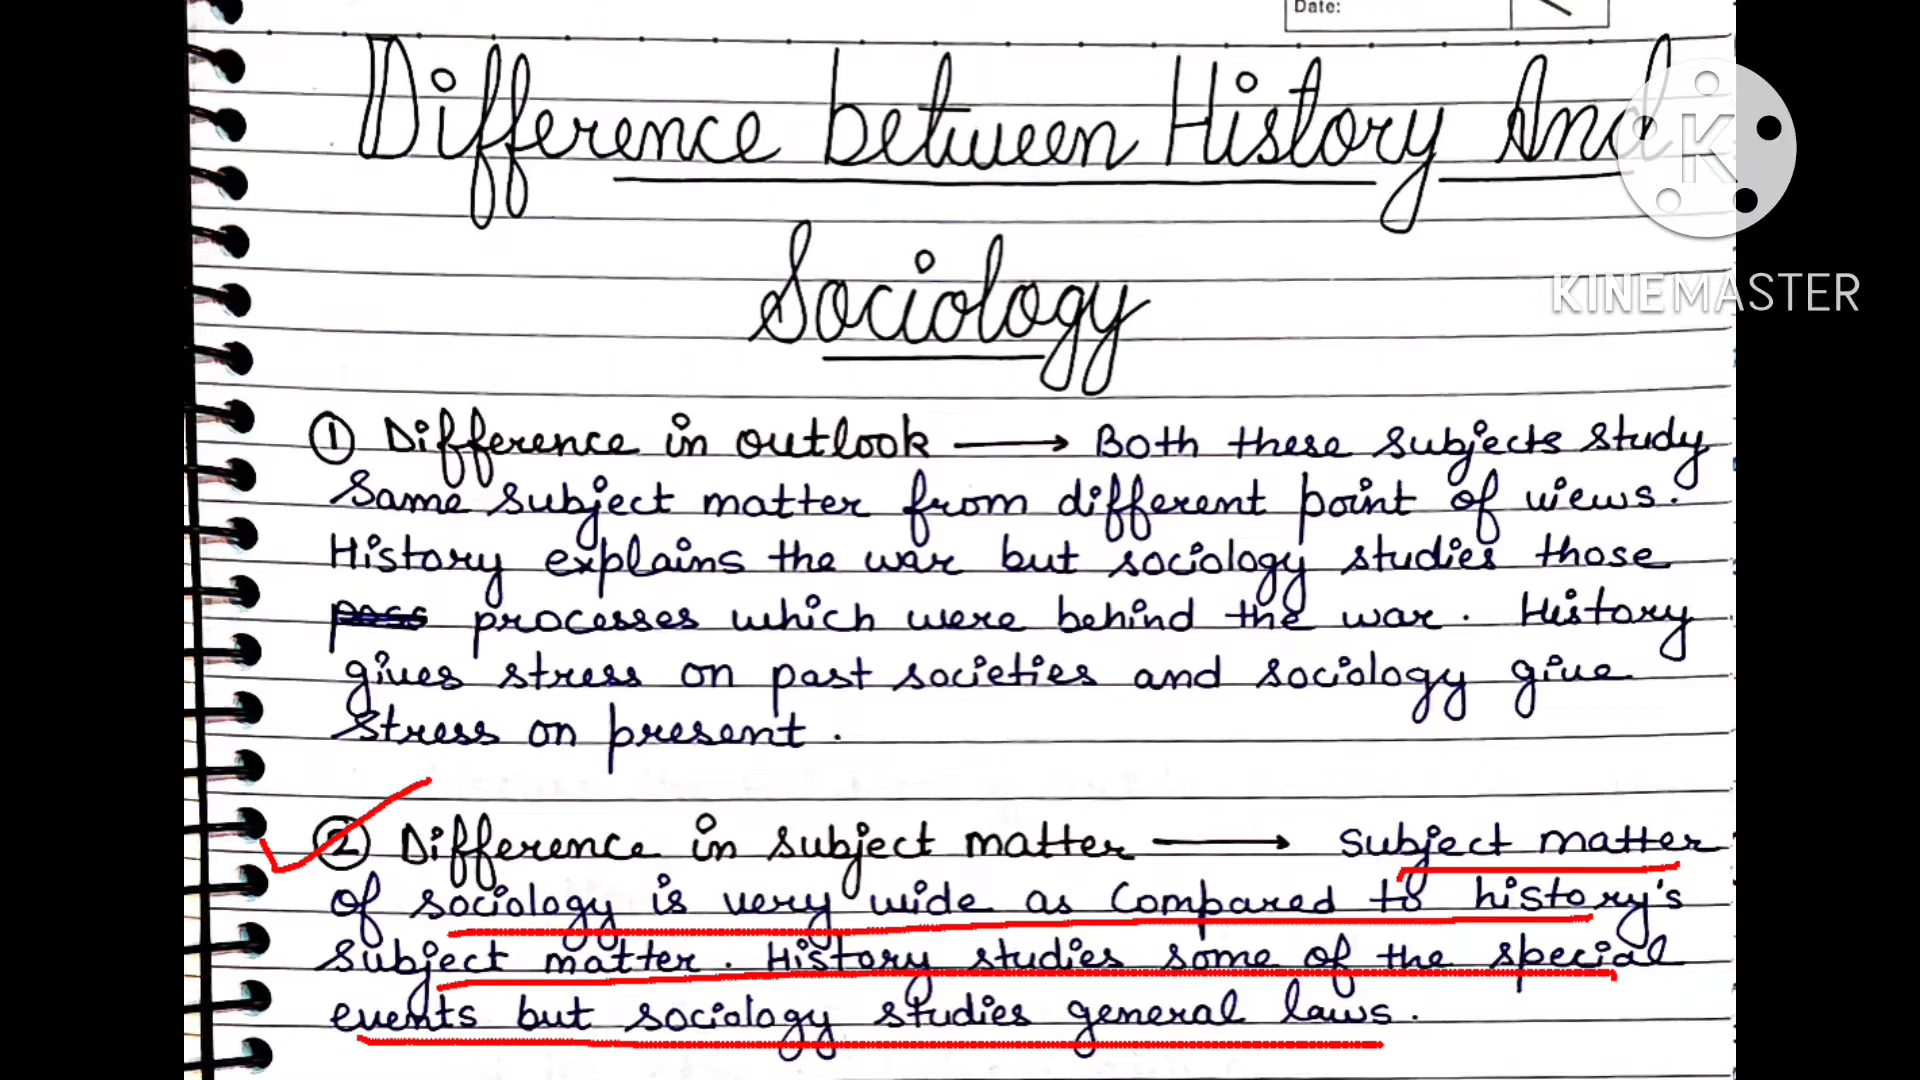 Date:
Difference between History And
Sociology
K
KINEMASTER
① Difference in outlook → Both these subjects study
Same subject matter from different point of views.
History explains the war but sociology studies those
processes which were behind the war. History
gives stress on past societies and sociology give
stress on present.
② Difference in subject matter → Subject matter
of sociology is very wide as compared to history's
subject matter. History studies some of the special
events but sociology studies general laws.